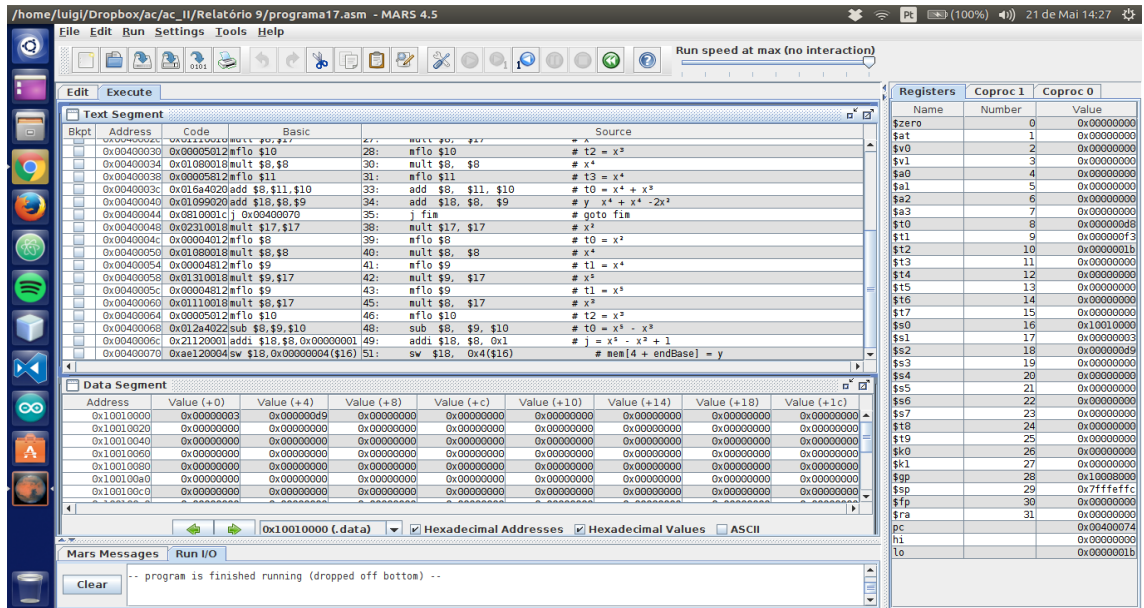 /home/luigi/Dropbox/ac/ac_II/Relatório 9/programa17.asm - MARS 4.5
Pt (100%) 21 de Mai 14:27
File Edit Run Settings Tools Help
Run speed at max (no interaction)
Edit Execute
Text Segment
Bkpt Address Code Basic Source
0x00400030 0x00005012 mflo $10 28: mflo $10 # t2 = x³
0x00400034 0x01080018 mult $8,$8 30: mult $8, $8 # x⁴
0x00400038 0x00005812 mflo $11 31: mflo $11 # t3 = x⁴
0x0040003c 0x016a4020 add $8,$11,$10 33: add $8, $11, $10 # t0 = x⁴ + x³
0x00400040 0x01099020 add $18,$8,$9 34: add $18, $8, $9 # y x⁴ + x⁴ -2x²
0x00400044 0x0810001c j 0x00400070 35: j fim # goto fim
0x00400048 0x02310018 mult $17,$17 38: mult $17, $17 # x²
0x0040004c 0x00004012 mflo $8 39: mflo $8 # t0 = x²
0x00400050 0x01080018 mult $8,$8 40: mult $8, $8 # x⁴
0x00400054 0x00004812 mflo $9 41: mflo $9 # t1 = x⁴
0x00400058 0x01310018 mult $9,$17 42: mult $9, $17 # x⁵
0x0040005c 0x00004812 mflo $9 43: mflo $9 # t1 = x⁵
0x00400060 0x01110018 mult $8,$17 45: mult $8, $17 # x³
0x00400064 0x00005012 mflo $10 46: mflo $10 # t2 = x³
0x00400068 0x012a4022 sub $8,$9,$10 48: sub $8, $9, $10 # t0 = x⁵ - x³
0x0040006c 0x21120001 addi $18,$8,0x00000001 49: addi $18, $8, 0x1 # j = x⁵ - x³ + 1
0x00400070 0xae120004 sw $18,0x00000004($16) 51: sw $18, 0x4($16) # mem[4 + endBase] = y
Data Segment
Address Value (+0) Value (+4) Value (+8) Value (+c) Value (+10) Value (+14) Value (+18) Value (+1c)
0x10010000 0x00000003 0x000000d9 0x00000000 0x00000000 0x00000000 0x00000000 0x00000000 0x00000000
0x10010020 0x00000000 0x00000000 0x00000000 0x00000000 0x00000000 0x00000000 0x00000000 0x00000000
0x10010040 0x00000000 0x00000000 0x00000000 0x00000000 0x00000000 0x00000000 0x00000000 0x00000000
0x10010060 0x00000000 0x00000000 0x00000000 0x00000000 0x00000000 0x00000000 0x00000000 0x00000000
0x10010080 0x00000000 0x00000000 0x00000000 0x00000000 0x00000000 0x00000000 0x00000000 0x00000000
0x100100a0 0x00000000 0x00000000 0x00000000 0x00000000 0x00000000 0x00000000 0x00000000 0x00000000
0x100100c0 0x00000000 0x00000000 0x00000000 0x00000000 0x00000000 0x00000000 0x00000000 0x00000000
0x10010000 (.data) Hexadecimal Addresses Hexadecimal Values ASCII
Mars Messages Run I/O
Clear
-- program is finished running (dropped off bottom) --
Registers Coproc 1 Coproc 0
Name Number Value
$zero 0 0x00000000
$at 1 0x00000000
$v0 2 0x00000000
$v1 3 0x00000000
$a0 4 0x00000000
$a1 5 0x00000000
$a2 6 0x00000000
$a3 7 0x00000000
$t0 8 0x000000d8
$t1 9 0x000000f3
$t2 10 0x0000001b
$t3 11 0x00000000
$t4 12 0x00000000
$t5 13 0x00000000
$t6 14 0x00000000
$t7 15 0x00000000
$s0 16 0x10010000
$s1 17 0x00000003
$s2 18 0x000000d9
$s3 19 0x00000000
$s4 20 0x00000000
$s5 21 0x00000000
$s6 22 0x00000000
$s7 23 0x00000000
$t8 24 0x00000000
$t9 25 0x00000000
$k0 26 0x00000000
$k1 27 0x00000000
$gp 28 0x10008000
$sp 29 0x7fffeffc
$fp 30 0x00000000
$ra 31 0x00000000
pc 0x00400074
hi 0x00000000
lo 0x0000001b